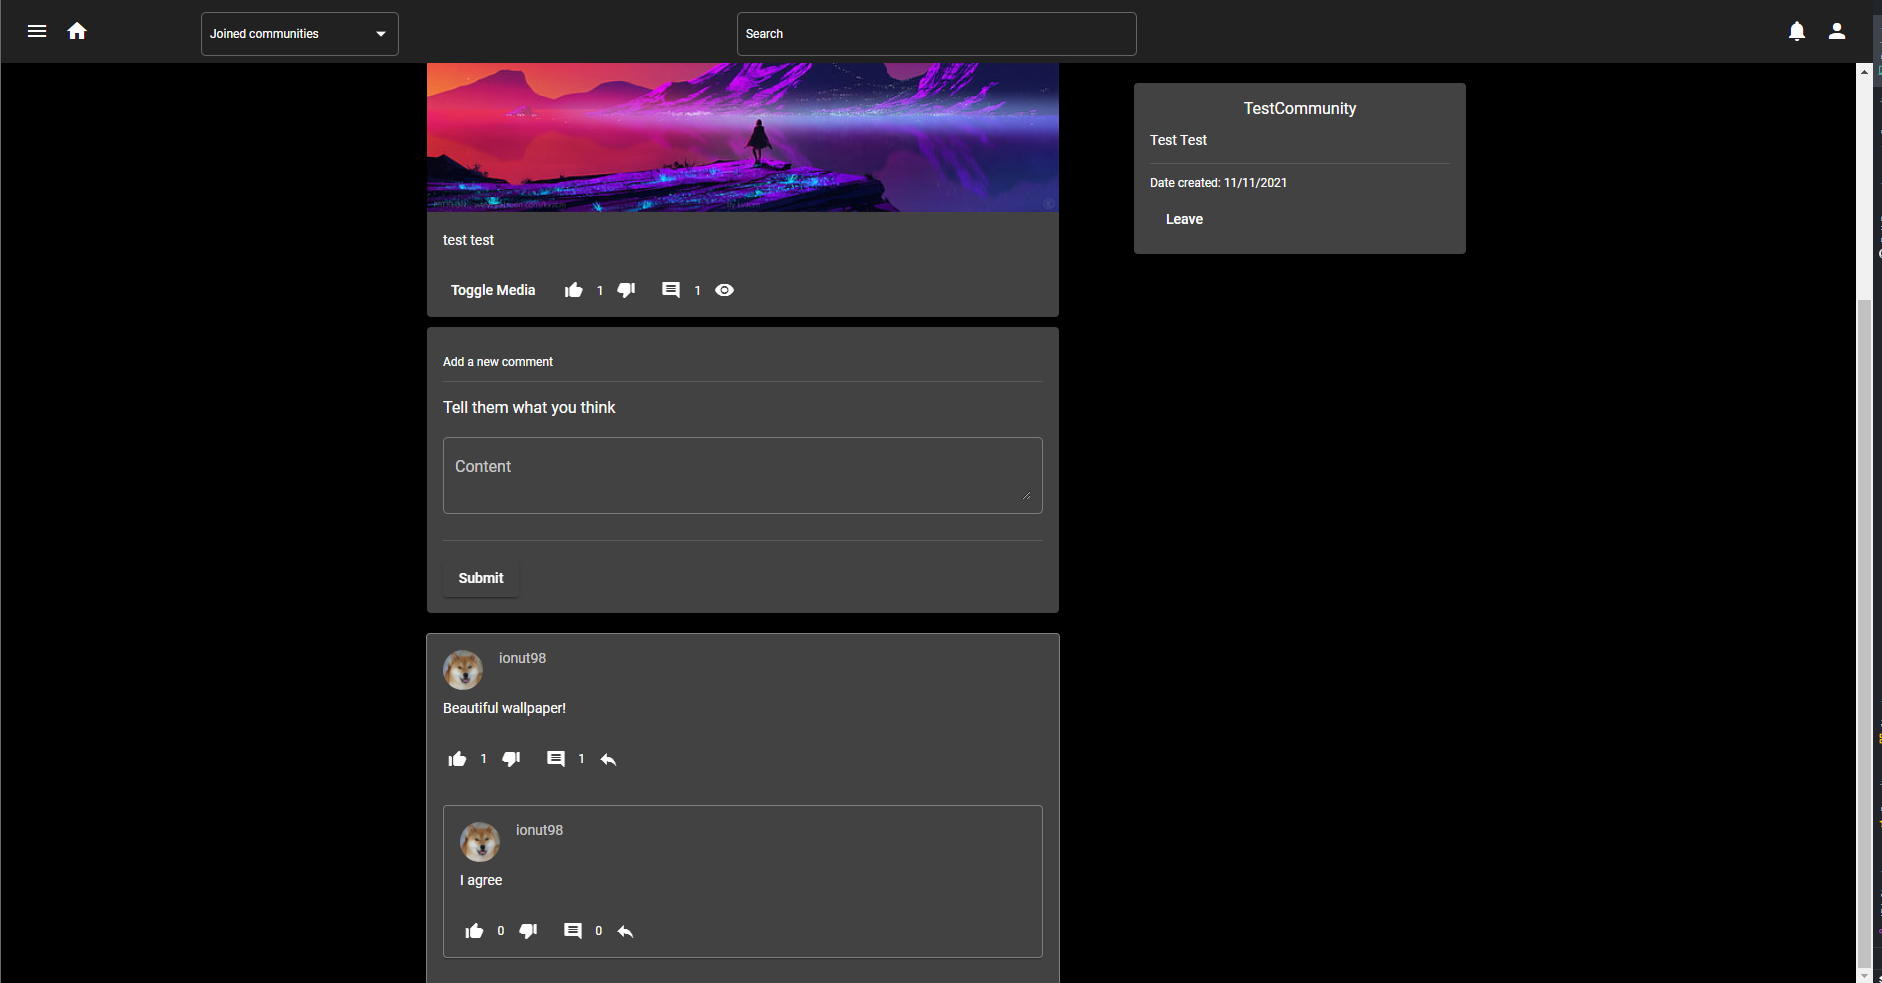 Joined communities
Search
TestCommunity
Test Test
Date created: 11/11/2021
Leave
test test
Toggle Media 1 1
Add a new comment
Tell them what you think
Content
Submit
ionut98
Beautiful wallpaper!
1 1
ionut98
I agree
0 0